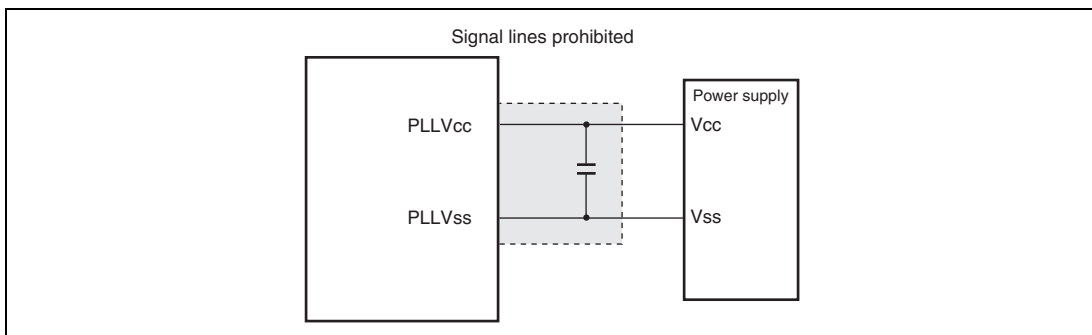 Signal lines prohibited
Power supply
PLLVcc
Vcc
PLLVss
Vss